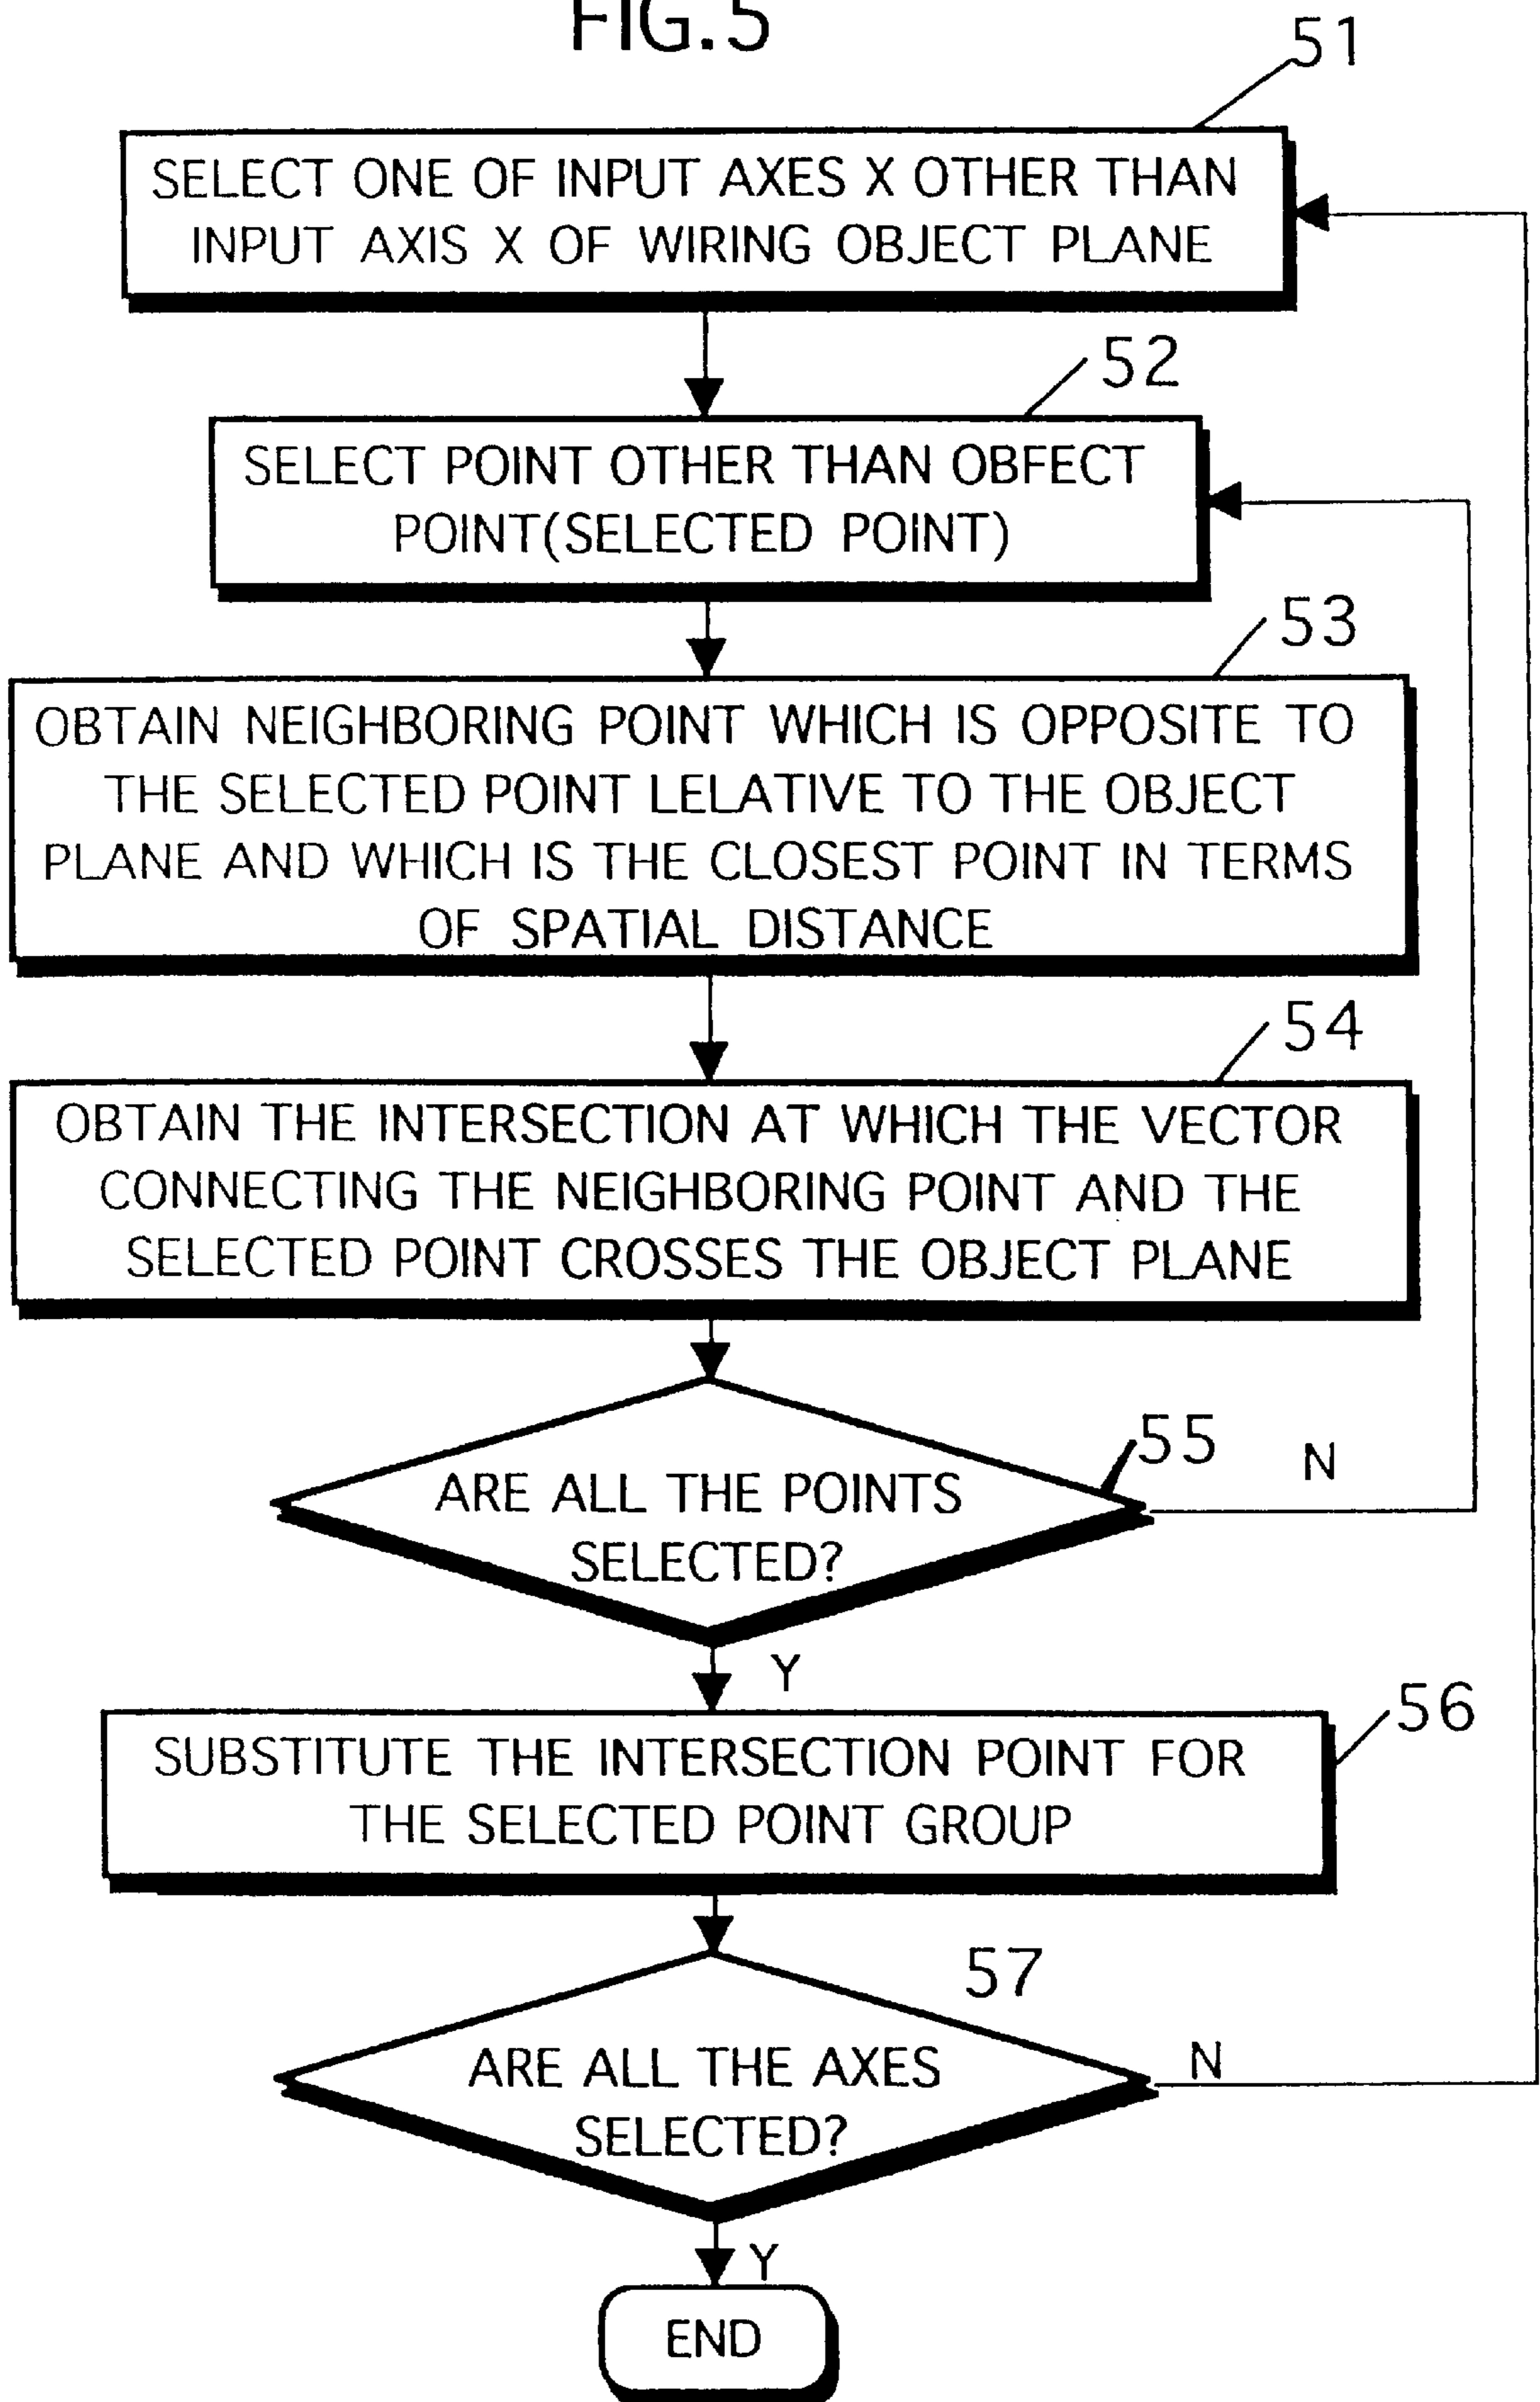 FIG.5
51
SELECT ONE OF INPUT AXES X OTHER THAN
INPUT AXIS X OF WIRING OBJECT PLANE
52
SELECT POINT OTHER THAN OBFECT
POINT(SELECTED POINT)
53
OBTAIN NEIGHBORING POINT WHICH IS OPPOSITE TO
THE SELECTED POINT LELATIVE TO THE OBJECT
PLANE AND WHICH IS THE CLOSEST POINT IN TERMS
OF SPATIAL DISTANCE
54
OBTAIN THE INTERSECTION AT WHICH THE VECTOR
CONNECTING THE NEIGHBORING POINT AND THE
SELECTED POINT CROSSES THE OBJECT PLANE
55
N
ARE ALL THE POINTS
SELECTED?
Y
56
SUBSTITUTE THE INTERSECTION POINT FOR
THE SELECTED POINT GROUP
57
N
ARE ALL THE AXES
SELECTED?
Y
END